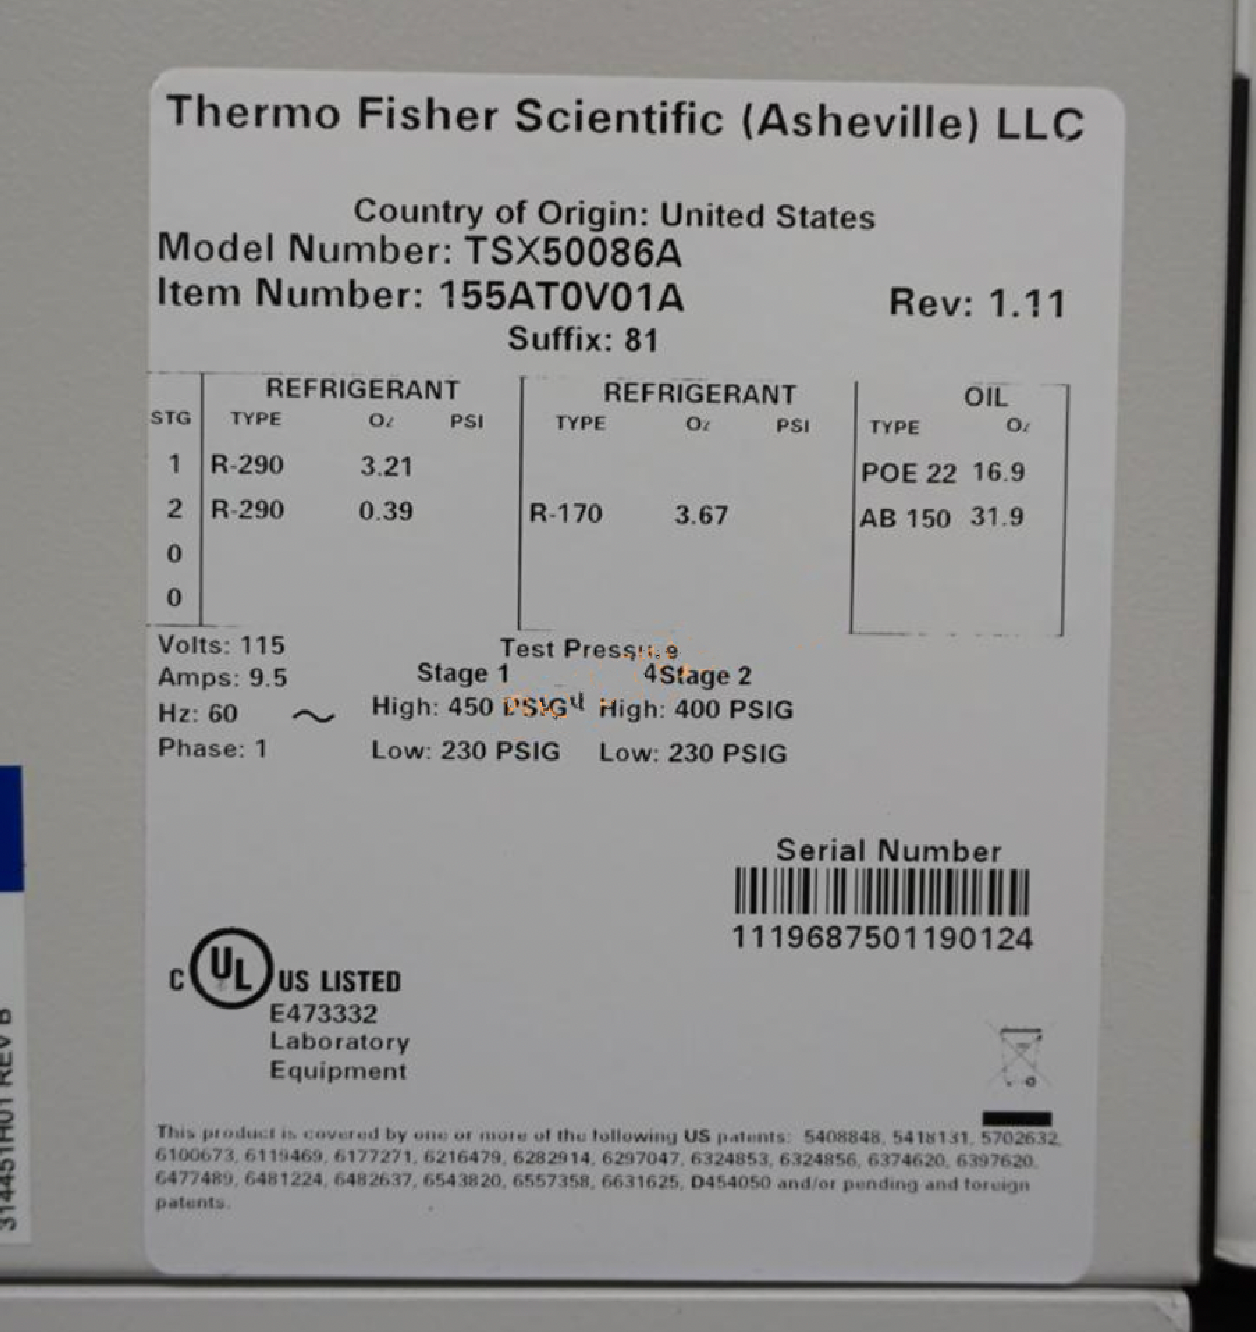 Thermo Fisher Scientific (Asheville) LLC
Country of Origin: United States
Model Number: TSX50086A
Item Number: 155AT0V01A Rev: 1.11
Suffix: 81
REFRIGERANT REFRIGERANT OIL
STG TYPE Oz PSI TYPE Oz PSI TYPE Oz
1 R-290 3.21 POE 22 16.9
2 R-290 0.39 R-170 3.67 AB 150 31.9
0
0
Volts: 115 Test Pressure
Amps: 9.5 Stage 1 Stage 2
Hz: 60 ~ High: 450 PSIG High: 400 PSIG
Phase: 1 Low: 230 PSIG Low: 230 PSIG
Serial Number
1119687501190124
C UL US LISTED
E473332
Laboratory
Equipment
This product is covered by one or more of the following US patents: 5408848, 5418131, 5702632,
6100673, 6119469, 6177271, 6216479, 6282914, 6297047, 6324853, 6324856, 6374620, 6397620,
6477489, 6481224, 6482637, 6543820, 6557358, 6631625, D454050 and/or pending and foreign
patents.
314451H01 REV B